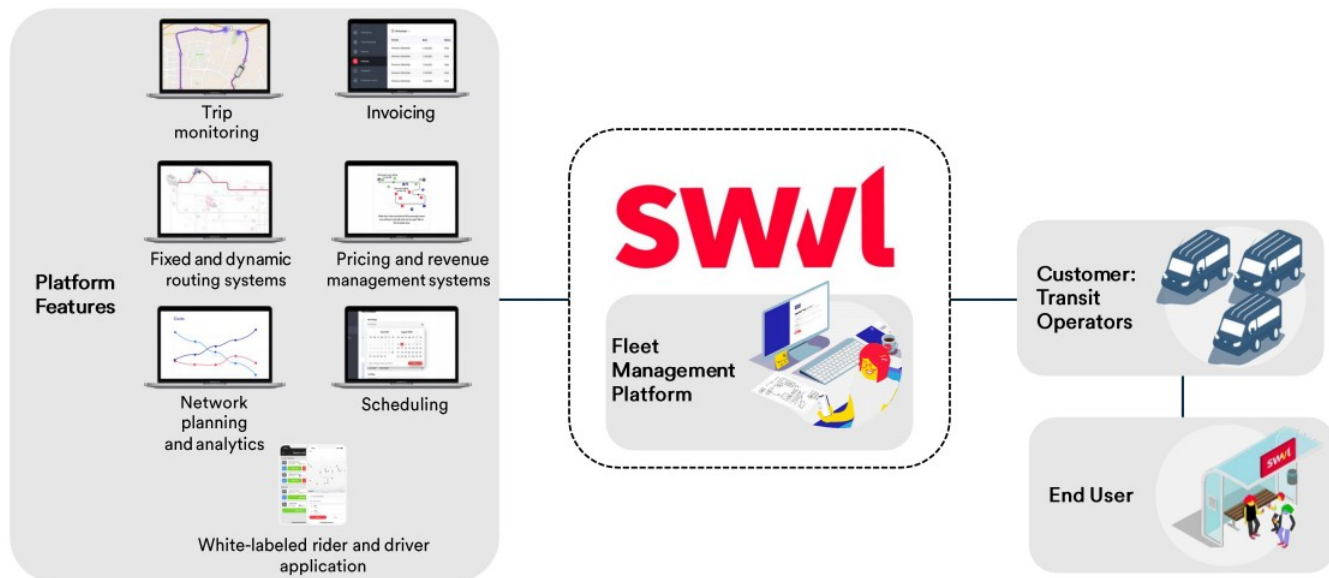 Trip
monitoring
Invoicing
Fixed and dynamic
routing systems
Pricing and revenue
management systems
Platform
Features
Network
planning
and analytics
Scheduling
White-labeled rider and driver
application
SWVL
Fleet
Management
Platform
Customer:
Transit
Operators
End User
SWVL